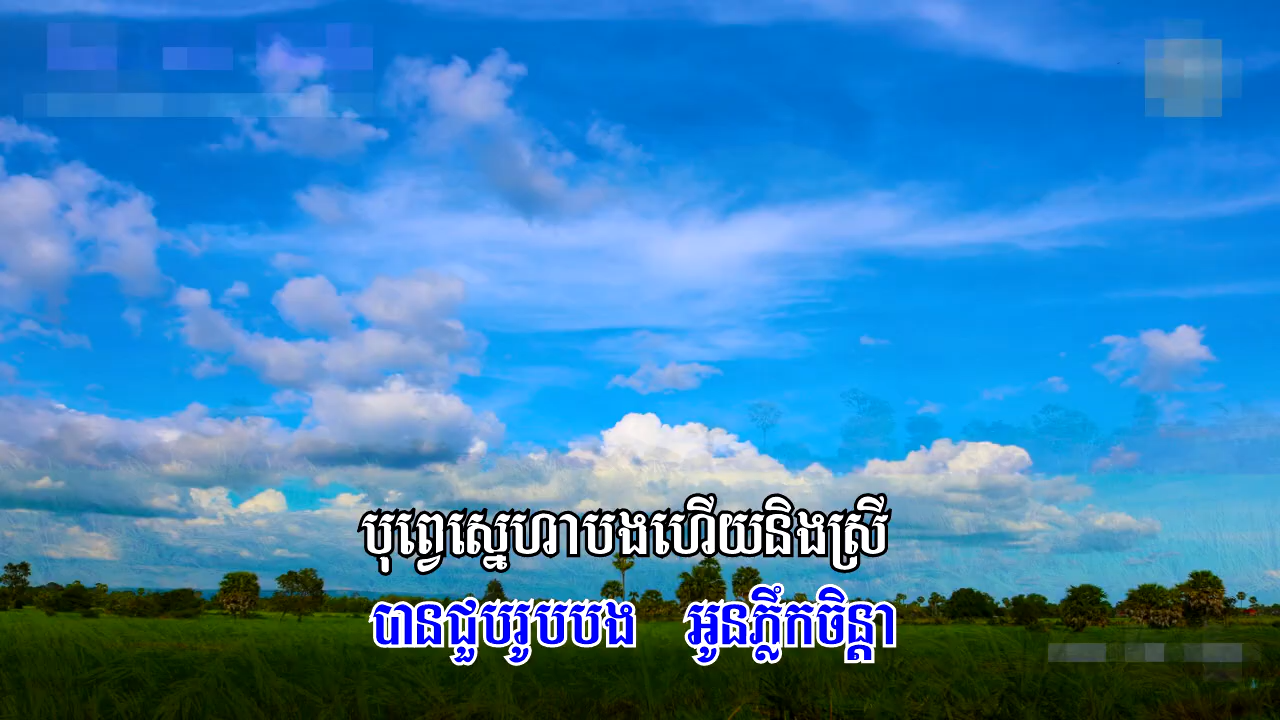 បុព្វេស្នេហាបងហើយនិងស្រី
បានជួបរូបបង អូនភ្លឹកចិន្តា